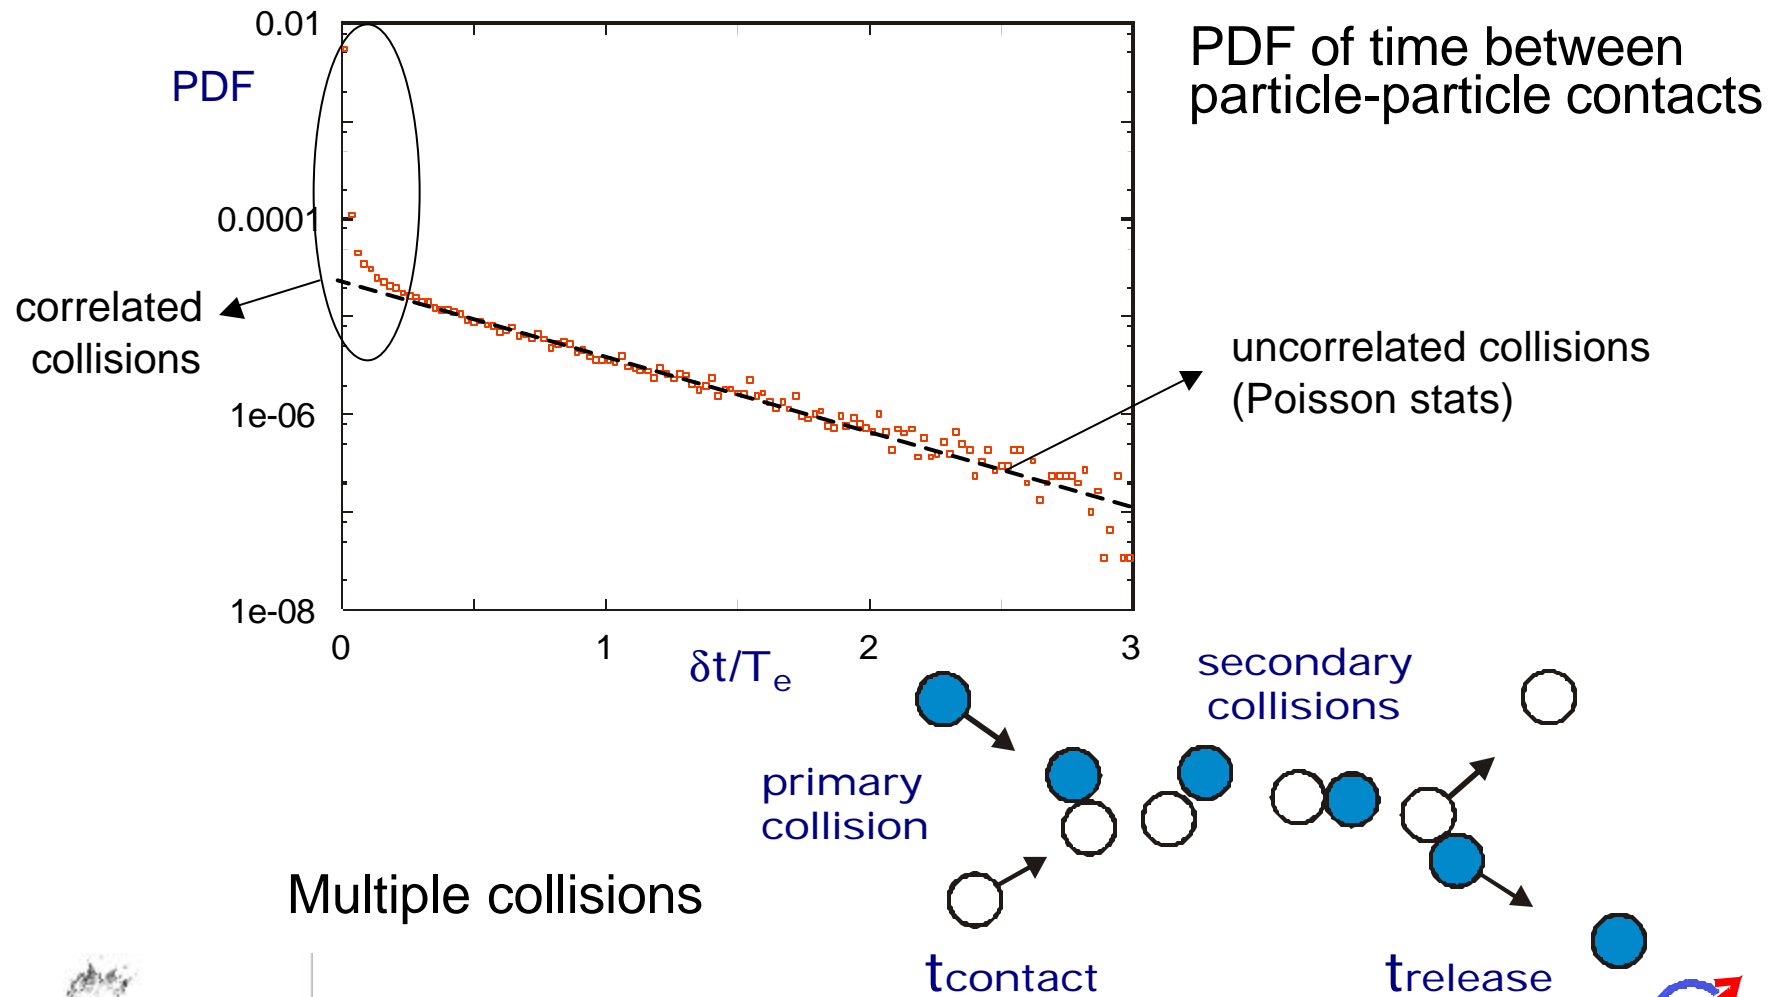 PDF of time between
particle-particle contacts
0.01
PDF
0.0001
correlated
collisions
uncorrelated collisions
(Poisson stats)
1e-06
1e-08
0
1
2
3
δt/Te
secondary
collisions
primary
collision
Multiple collisions
tcontact
trelease